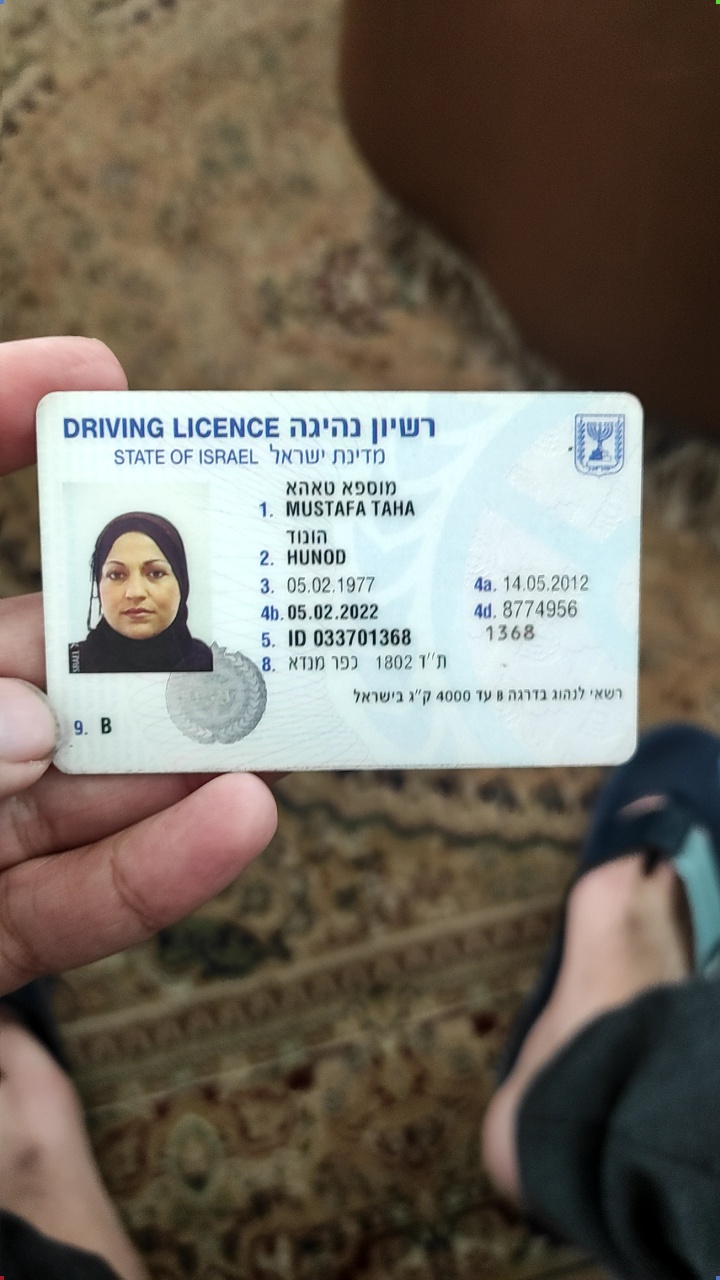 DRIVING LICENCE רשיון נהיגה
STATE OF ISRAEL מדינת ישראל
מוספא טאהא
1. MUSTAFA TAHA
הונוד
2. HUNOD
3. 05.02.1977 4a. 14.05.2012
4b. 05.02.2022 4d. 8774956
5. ID 033701368 1368
8. כפר מנדא 1802 ת"ד
רשאי לנהוג בדרגה B עד 4000 ק"ג בישראל
9. B